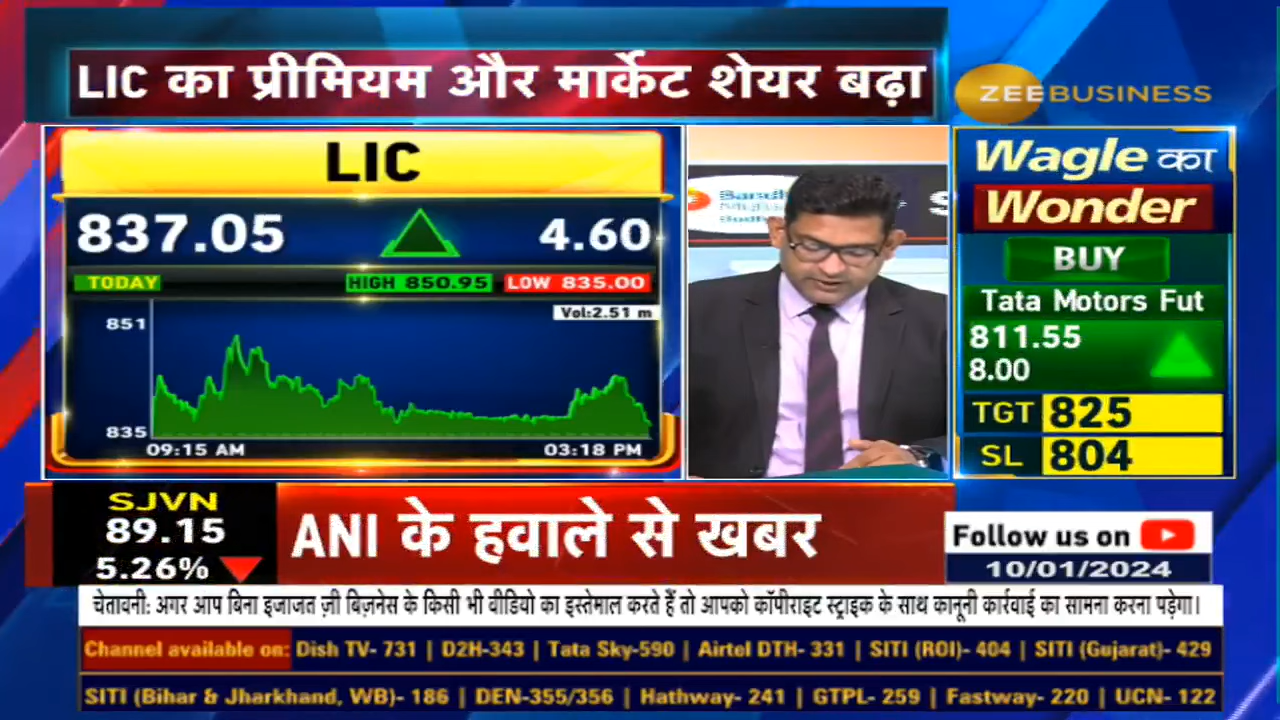 LIC का प्रीमियम और मार्केट शेयर बढ़ा
ZEEBUSINESS
LIC
837.05 4.60
TODAY HIGH 850.95 LOW 835.00
Vol:2.51 m
851
835
09:15 AM 03:18 PM
S
Wagle का
Wonder
BUY
Tata Motors Fut
811.55
8.00
TGT 825
SL 804
SJVN
89.15
5.26%
ANI के हवाले से खबर
Follow us on
10/01/2024
चेतावनी: अगर आप बिना इजाजत ज़ी बिज़नेस के किसी भी वीडियो का इस्तेमाल करते हैं तो आपको कॉपीराइट स्ट्राइक के साथ कानूनी कार्रवाई का सामना करना पड़ेगा।
Channel available on: Dish TV- 731 | D2H-343 | Tata Sky-590 | Airtel DTH- 331 | SITI (ROI)- 404 | SITI (Gujarat)- 429
SITI (Bihar & Jharkhand, WB)- 186 | DEN-355/356 | Hathway- 241 | GTPL- 259 | Fastway- 220 | UCN- 122